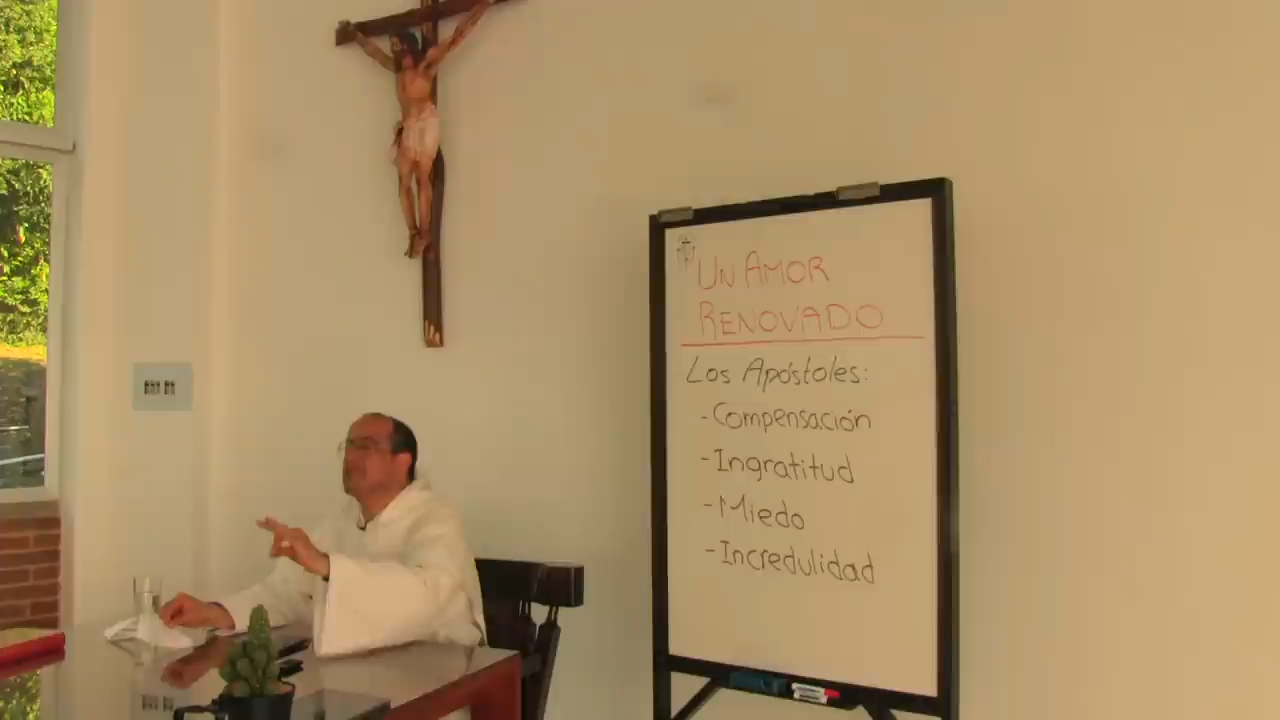 UN AMOR
RENOVADO
Los Apóstoles:
-Compensación
-Ingratitud
-Miedo
-Incredulidad